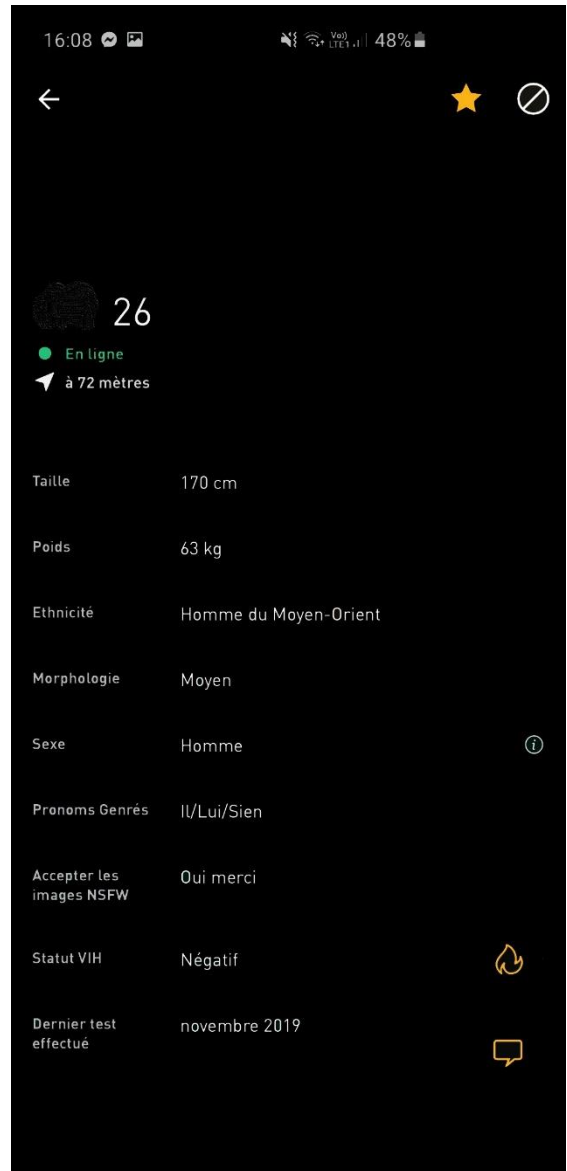 16:08
Vo)) LTE1 48%
26
En ligne
à 72 mètres
Taille 170 cm
Poids 63 kg
Ethnicité Homme du Moyen-Orient
Morphologie Moyen
Sexe Homme
Pronoms Genrés Il/Lui/Sien
Accepter les images NSFW Oui merci
Statut VIH Négatif
Dernier test effectué novembre 2019